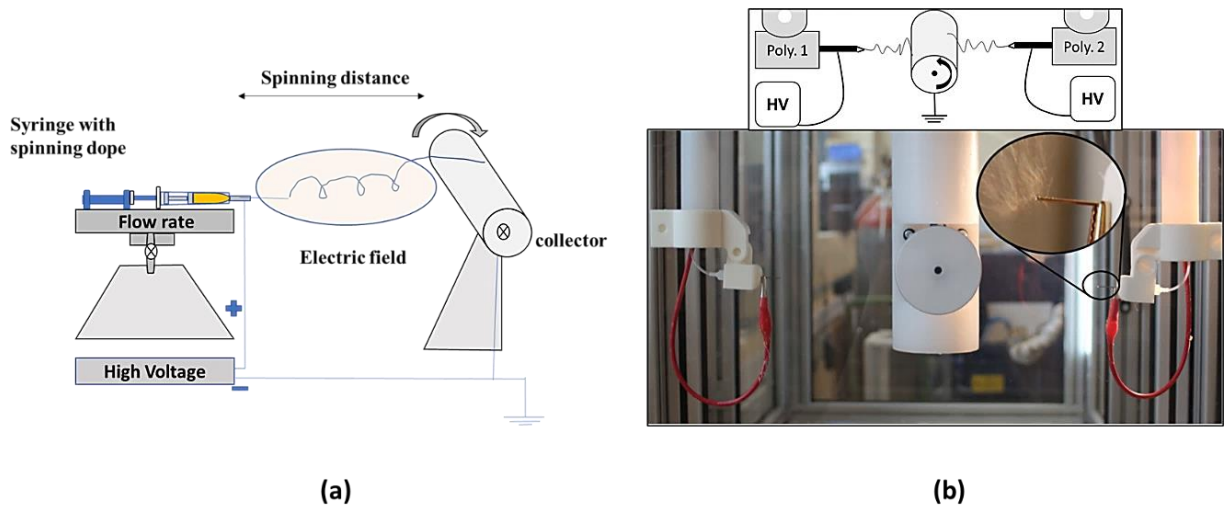 Spinning distance
Syringe with
spinning dope
Flow rate
Electric field
collector
+
High Voltage
–
(a)
Poly. 1
Poly. 2
HV
HV
(b)